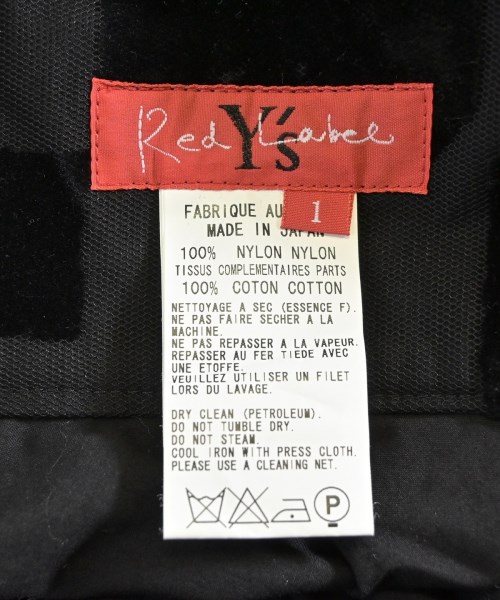 Red Label
Y's
1
FABRIQUE AU
MADE IN JAPAN
100% NYLON NYLON
TISSUS COMPLEMENTAIRES PARTS
100% COTON COTTON
NETTOYAGE A SEC (ESSENCE F).
NE PAS FAIRE SECHER A LA
MACHINE.
NE PAS REPASSER A LA VAPEUR.
REPASSER AU FER TIEDE AVEC
UNE ETOFFE.
VEUILLEZ UTILISER UN FILET
LORS DU LAVAGE.
DRY CLEAN (PETROLEUM).
DO NOT TUMBLE DRY.
DO NOT STEAM.
COOL IRON WITH PRESS CLOTH.
PLEASE USE A CLEANING NET.
P